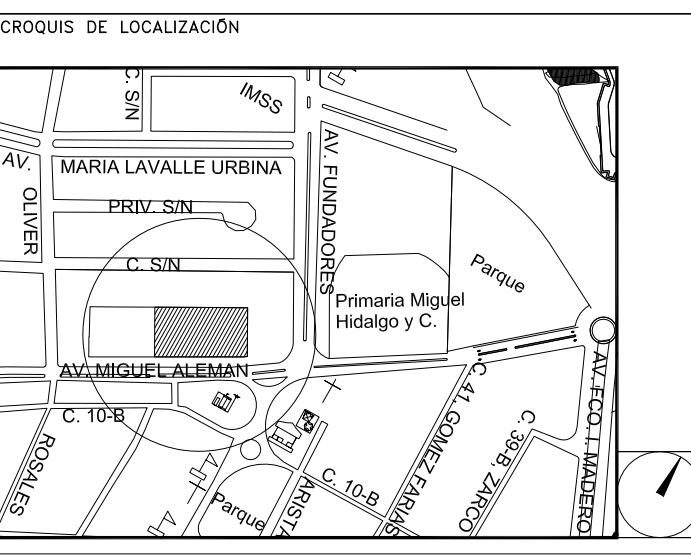 CROQUIS DE LOCALIZACIÓN
C. S/N
IMSS
AV.
OLIVER
MARIA LAVALLE URBINA
PRIV. S/N
AV. FUNDADORES
C. S/N
Parque
Primaria Miguel
Hidalgo y C.
AV. MIGUEL ALEMAN
C. 10-B
ROSALES
Parque
ARISTA
C. 10-B
C. 41, GOMEZ FARIAS
C. 39-B, ZARCO
AV. FCO. I. MADERO